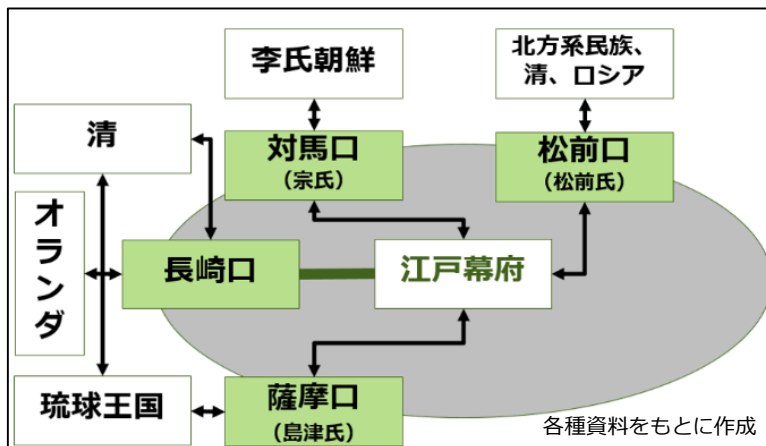 李氏朝鮮
北方系民族、
清、ロシア
清
対馬口
（宗氏）
松前口
（松前氏）
オランダ
長崎口
江戸幕府
琉球王国
薩摩口
（島津氏）
各種資料をもとに作成